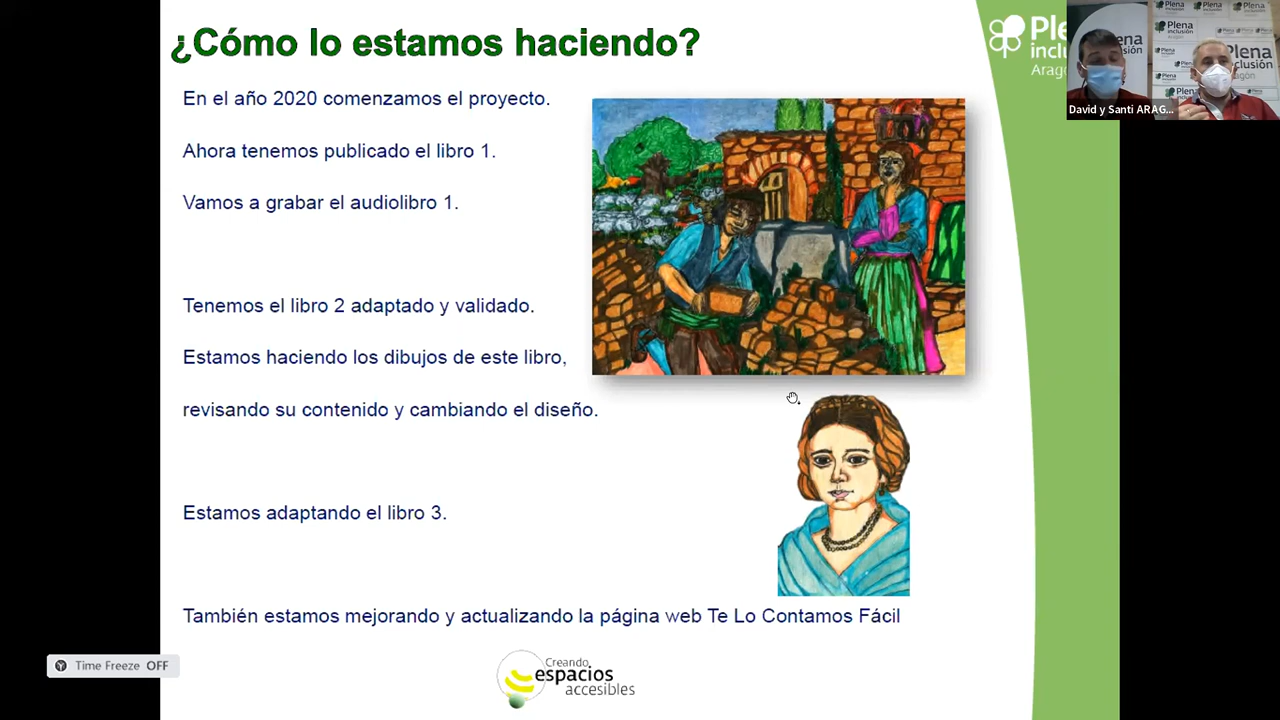 ¿Cómo lo estamos haciendo?
En el año 2020 comenzamos el proyecto.
Ahora tenemos publicado el libro 1.
Vamos a grabar el audiolibro 1.
Tenemos el libro 2 adaptado y validado.
Estamos haciendo los dibujos de este libro,
revisando su contenido y cambiando el diseño.
Estamos adaptando el libro 3.
También estamos mejorando y actualizando la página web Te Lo Contamos Fácil
Creando
espacios
accesibles
Time Freeze OFF
Plena
inclusión
Aragó
David y Santi ARAG...
Plena
inclusión
Aragón